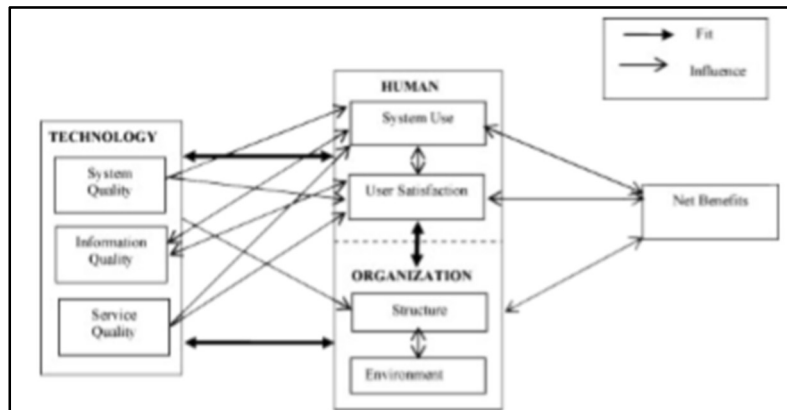 Fit
Influence
HUMAN
System Use
User Satisfaction
TECHNOLOGY
System
Quality
Information
Quality
Service
Quality
ORGANIZATION
Structure
Environment
Net Benefits